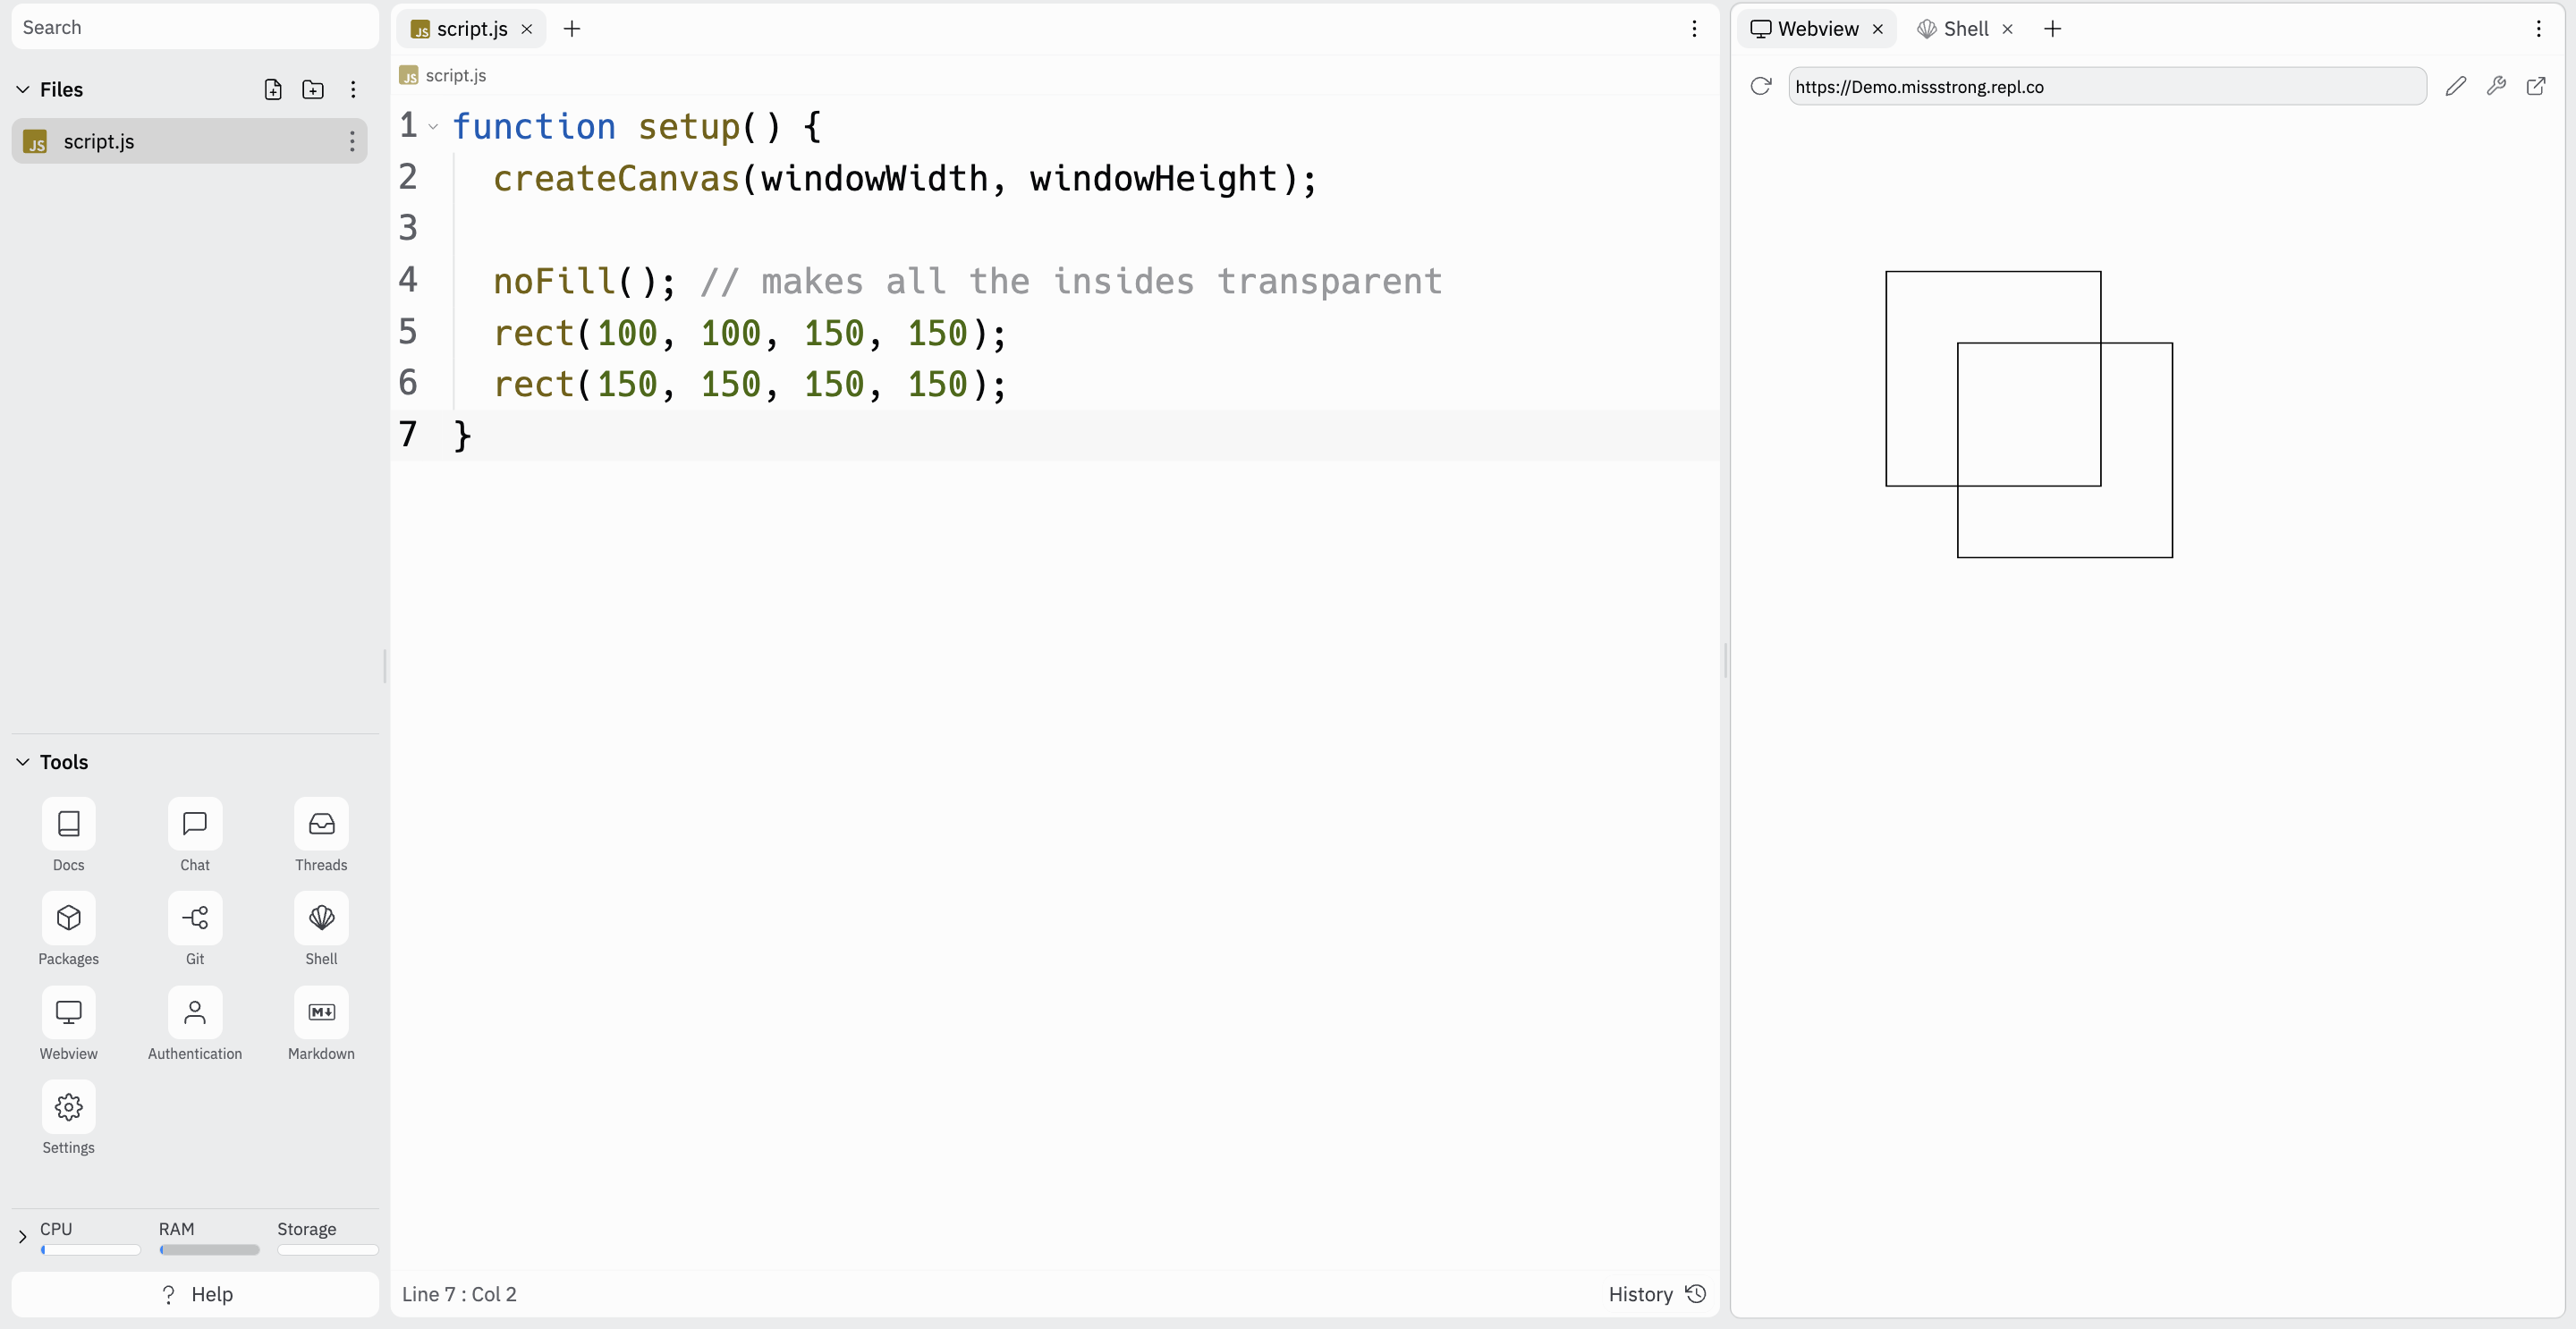 Search
Files
JS script.js
Tools
Docs Chat Threads
Packages Git Shell
Webview Authentication Markdown
Settings
CPU RAM Storage
? Help
JS script.js
JS script.js
1 function setup() {
2 createCanvas(windowWidth, windowHeight);
3
4 noFill(); // makes all the insides transparent
5 rect(100, 100, 150, 150);
6 rect(150, 150, 150, 150);
7 }
Line 7 : Col 2
History
Webview Shell
https://Demo.missstrong.repl.co